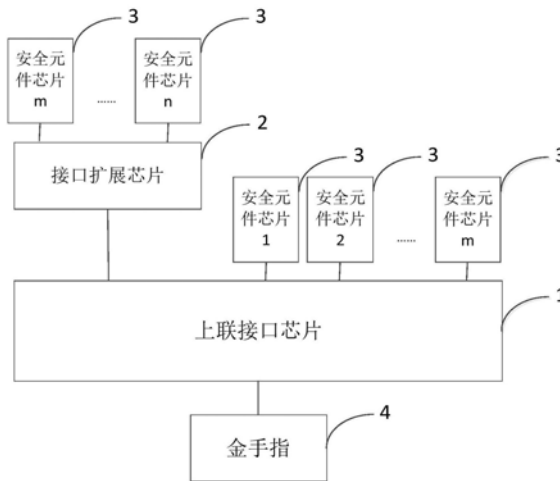 3
3
安全元
件芯片
m
......
安全元
件芯片
n
2
接口扩展芯片
3
3
3
安全元
件芯片
1
安全元
件芯片
2
......
安全元
件芯片
m
1
上联接口芯片
4
金手指